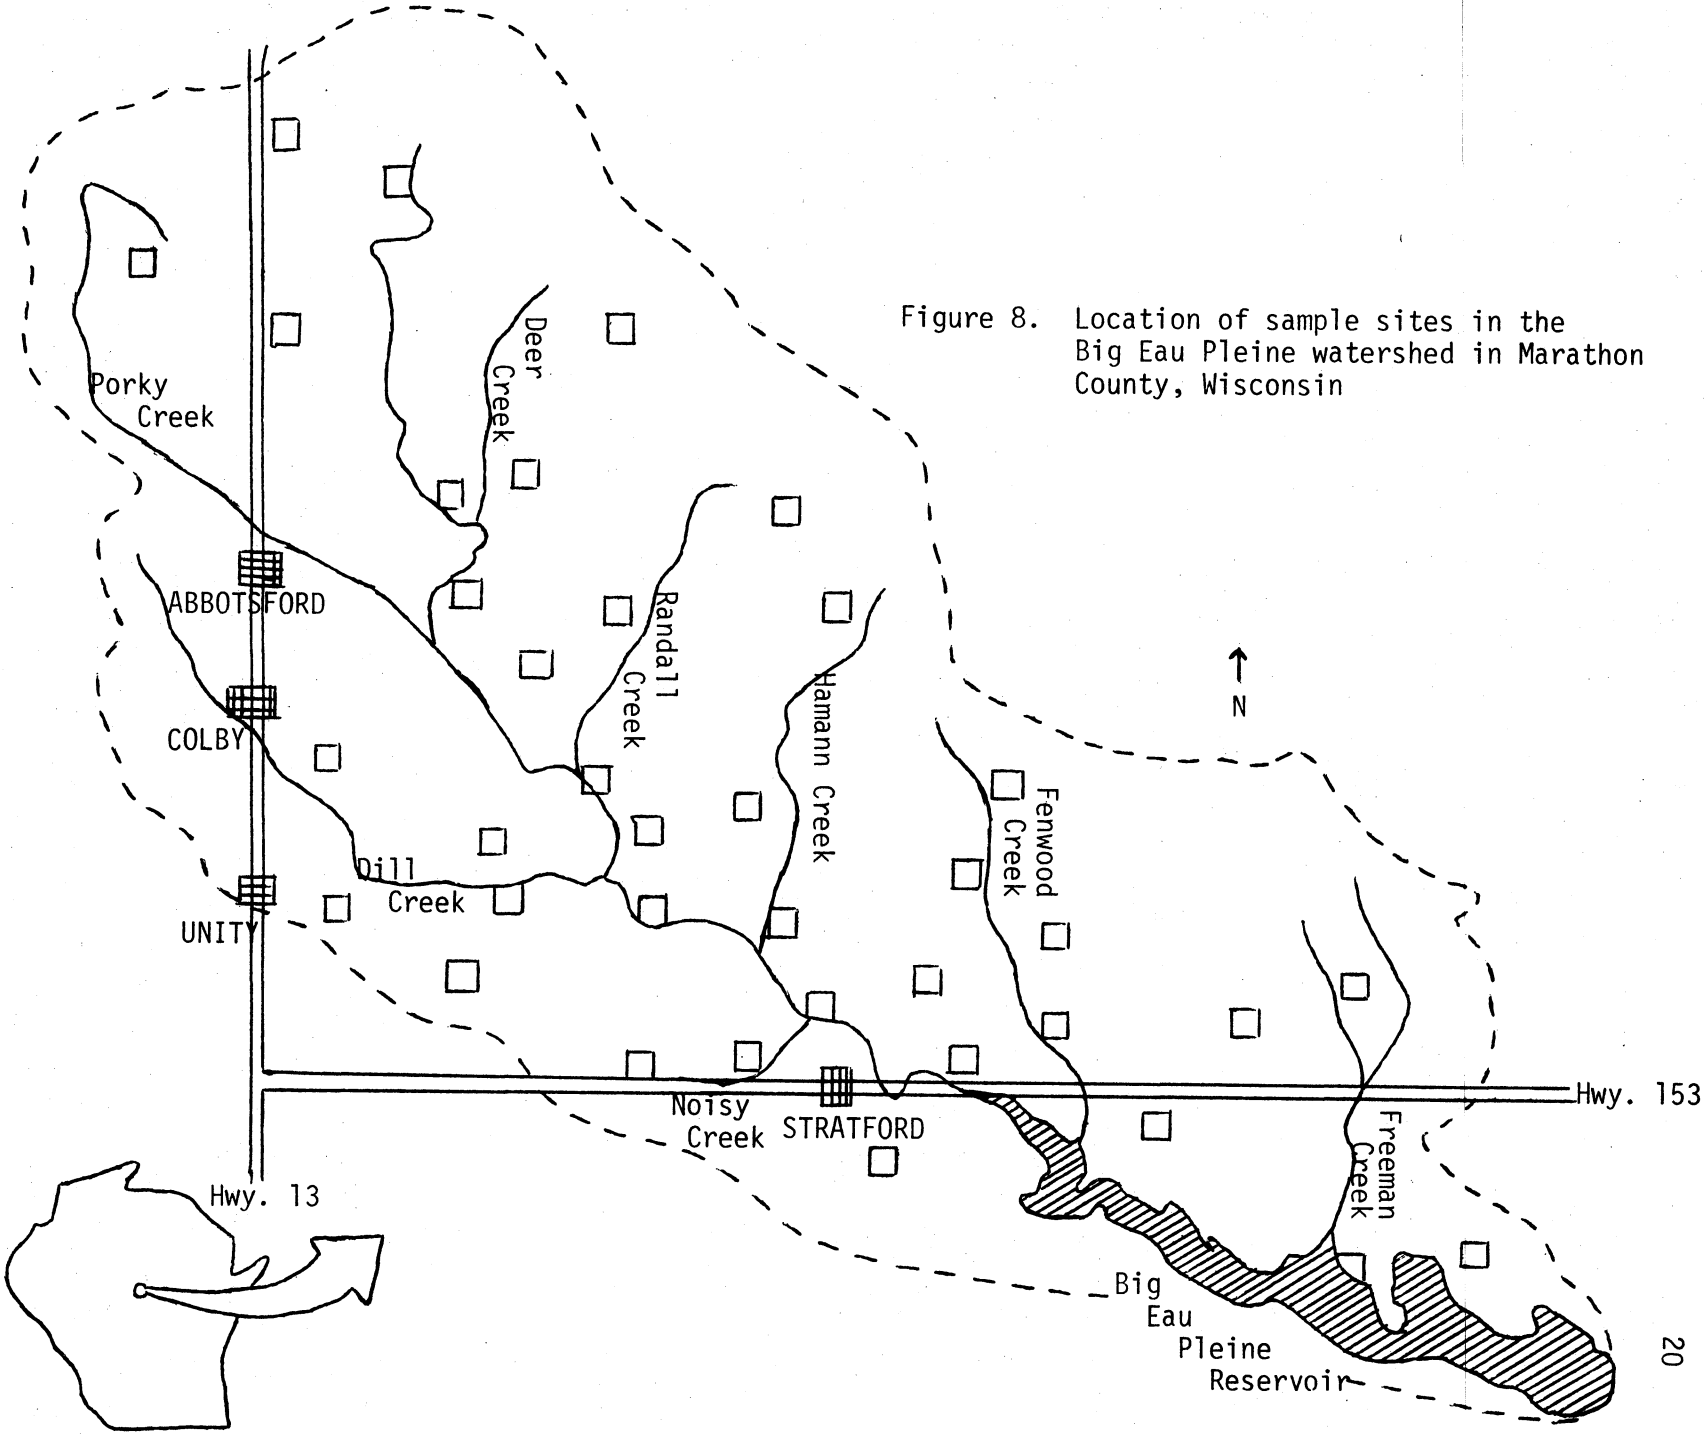 Figure 8. Location of sample sites in the
Big Eau Pleine watershed in Marathon
County, Wisconsin
Deer
Creek
Porky
Creek
ABBOTSFORD
Randall
Creek
Hamann Creek
N
COLBY
Fenwood
Creek
Dill
Creek
UNITY
Hwy. 153
Noisy
Creek
STRATFORD
Freeman
Creek
Hwy. 13
Big
Eau
Pleine
Reservoir
20